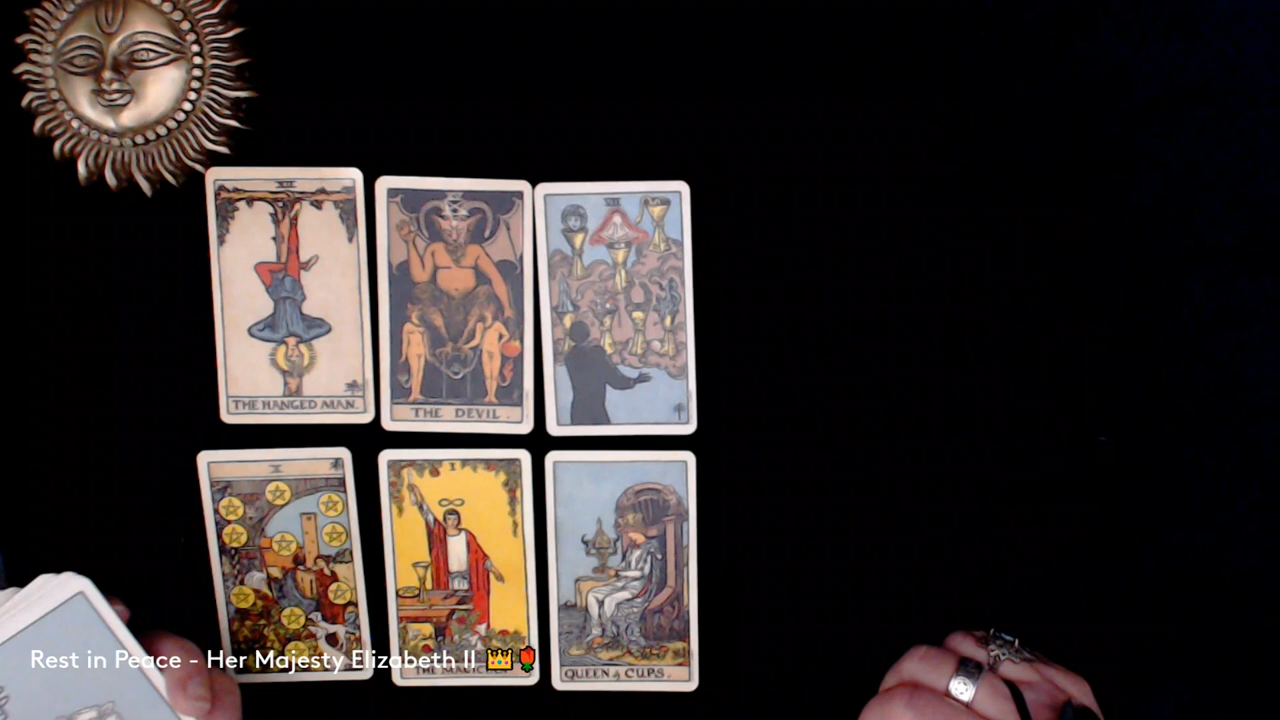 XII
THE HANGED MAN.
THE DEVIL.
VII
X
I
QUEEN of CUPS.
Rest in Peace - Her Majesty Elizabeth II 👑🌹